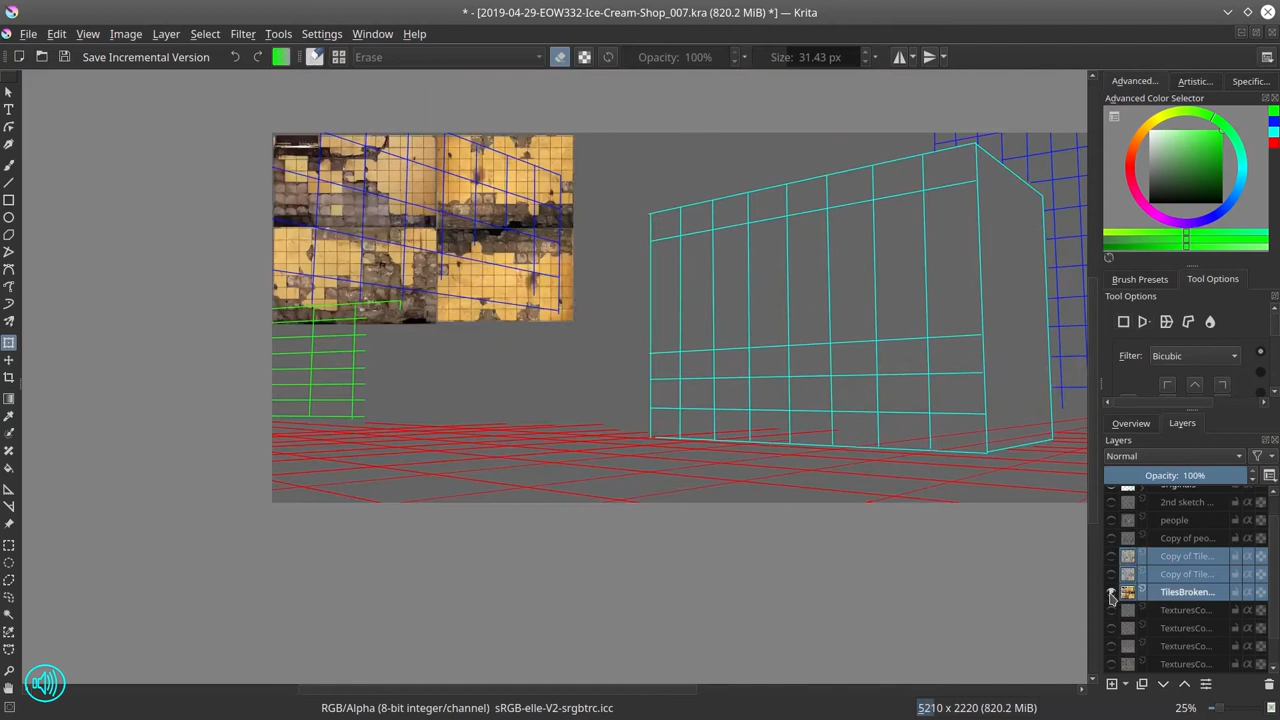 * - [2019-04-29-EOW332-Ice-Cream-Shop_007.kra (820.2 MiB) *] — Krita
File Edit View Image Layer Select Filter Tools Settings Window Help
Save Incremental Version Erase Opacity: 100% Size: 31.43 px
Advanced... Artistic... Specific...
Advanced Color Selector
Brush Presets Tool Options
Tool Options
Filter: Bicubic
Overview Layers
Layers
Normal
Opacity: 100%
2nd sketch ...
people
Copy of peo...
Copy of Tile...
Copy of Tile...
TilesBroken...
TexturesCo...
TexturesCo...
TexturesCo...
TexturesCo...
RGB/Alpha (8-bit integer/channel) sRGB-elle-V2-srgbtrc.icc 5210 x 2220 (820.2 MiB) 25%